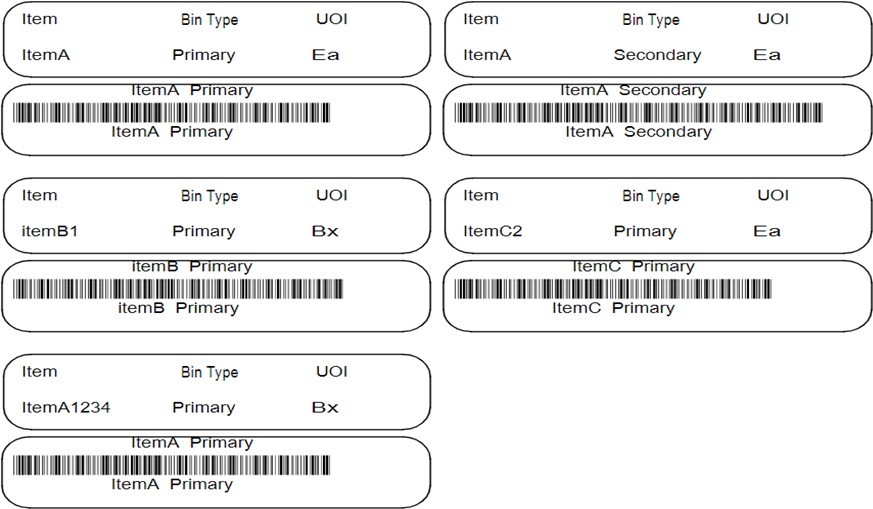 Item Bin Type UOI
ItemA Primary Ea
ItemA Primary
ItemA Primary
Item Bin Type UOI
ItemA Secondary Ea
ItemA Secondary
ItemA Secondary
Item Bin Type UOI
itemB1 Primary Bx
itemB Primary
itemB Primary
Item Bin Type UOI
ItemC2 Primary Ea
ItemC Primary
ItemC Primary
Item Bin Type UOI
ItemA1234 Primary Bx
ItemA Primary
ItemA Primary